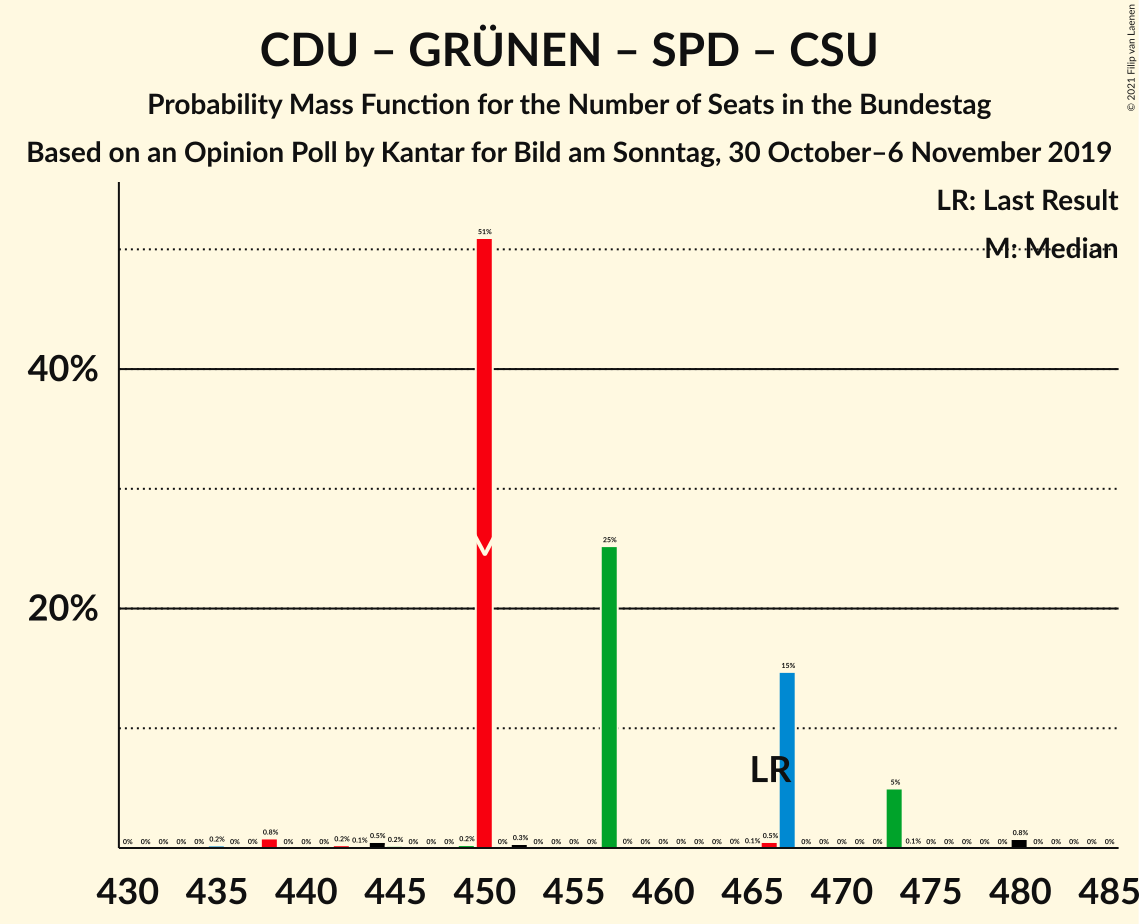 CDU – GRÜNEN – SPD – CSU
Probability Mass Function for the Number of Seats in the Bundestag
Based on an Opinion Poll by Kantar for Bild am Sonntag, 30 October–6 November 2019
© 2021 Filip van Laenen
LR: Last Result
M: Median
51%
40%
25%
20%
15%
LR
5%
0% 0% 0% 0% 0% 0.2% 0% 0% 0.8% 0% 0% 0% 0.2% 0.1% 0.5% 0.2% 0% 0% 0% 0.2% 0% 0.3% 0% 0% 0% 0% 0% 0% 0% 0% 0% 0% 0% 0% 0.1% 0.5% 0% 0% 0% 0% 0% 0.1% 0% 0% 0% 0% 0% 0.8% 0% 0% 0% 0% 0%
430 435 440 445 450 455 460 465 470 475 480 485